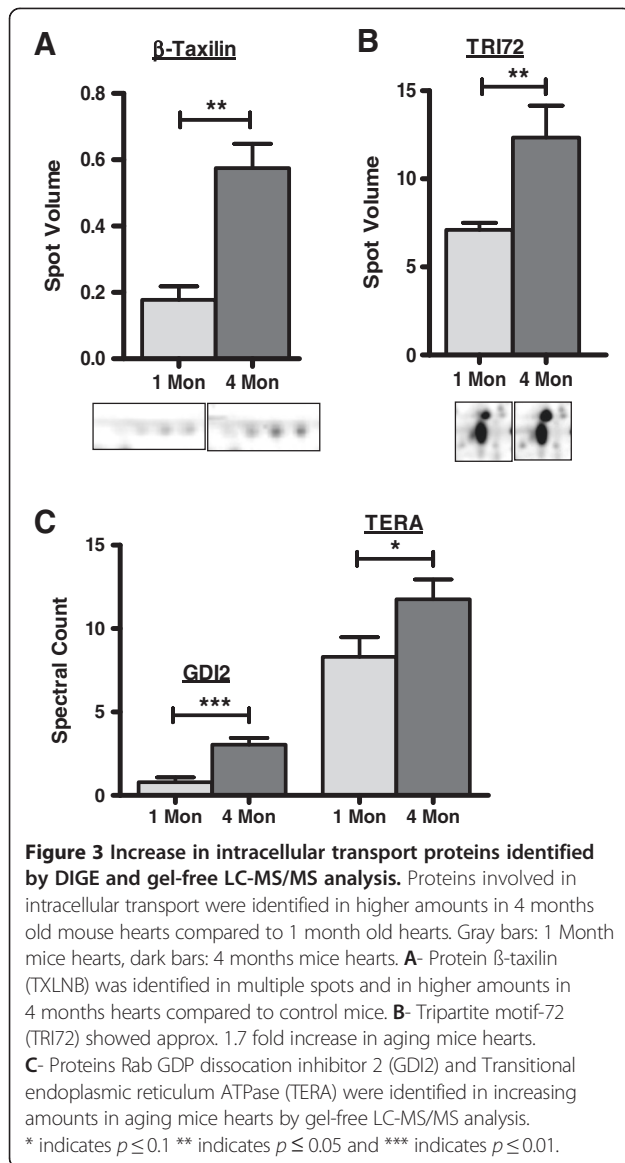 A
β-Taxilin
**
0.8
0.6
0.4
0.2
0.0
Spot Volume
1 Mon 4 Mon
B
TRI72
**
15
10
5
0
Spot Volume
1 Mon 4 Mon
C
TERA
*
GDI2
***
15
10
5
0
Spectral Count
1 Mon 4 Mon 1 Mon 4 Mon
Figure 3 Increase in intracellular transport proteins identified
by DIGE and gel-free LC-MS/MS analysis. Proteins involved in
intracellular transport were identified in higher amounts in 4 months
old mouse hearts compared to 1 month old hearts. Gray bars: 1 Month
mice hearts, dark bars: 4 months mice hearts. A- Protein ß-taxilin
(TXLNB) was identified in multiple spots and in higher amounts in
4 months hearts compared to control mice. B- Tripartite motif-72
(TRI72) showed approx. 1.7 fold increase in aging mice hearts.
C- Proteins Rab GDP dissocation inhibitor 2 (GDI2) and Transitional
endoplasmic reticulum ATPase (TERA) were identified in increasing
amounts in aging mice hearts by gel-free LC-MS/MS analysis.
* indicates p ≤ 0.1 ** indicates p ≤ 0.05 and *** indicates p ≤ 0.01.